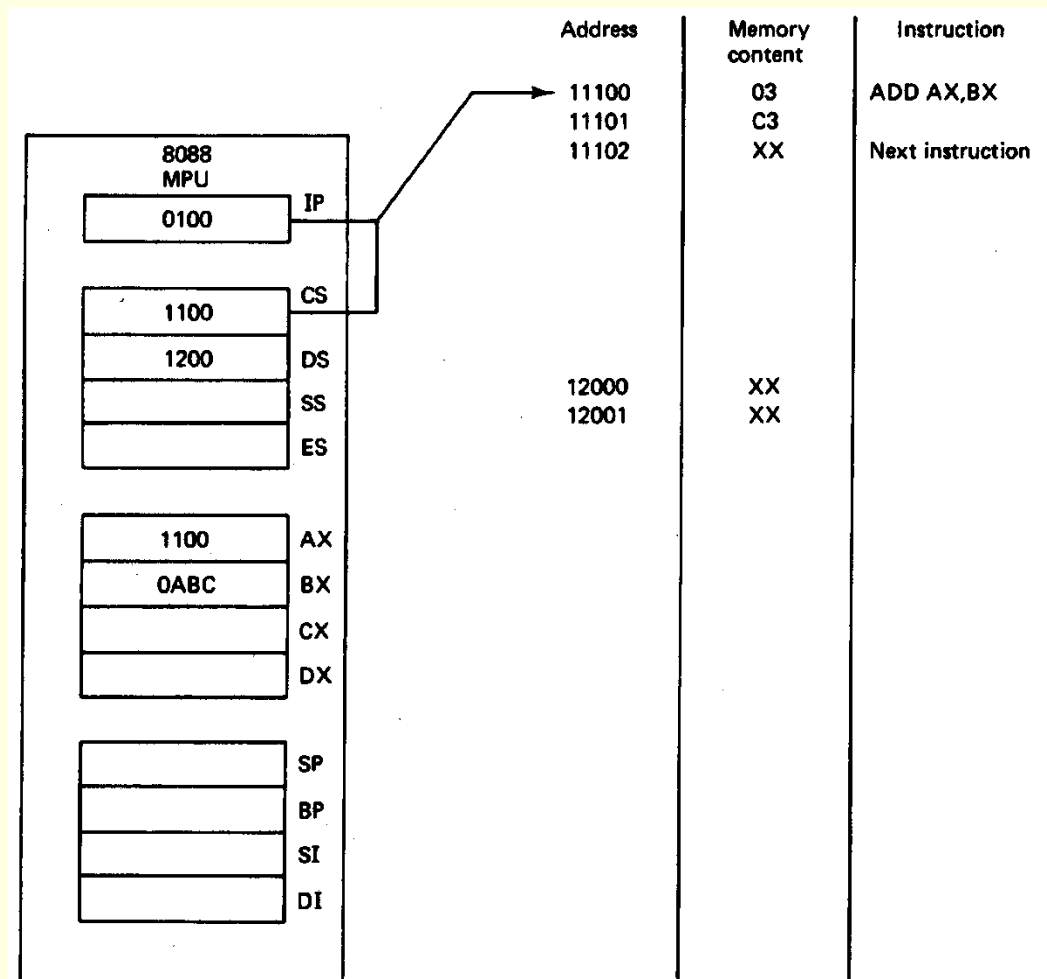 Address Memory content Instruction
11100 03 ADD AX,BX
11101 C3
11102 XX Next instruction
8088
MPU
0100 IP
1100 CS
1200 DS
SS
ES
12000 XX
12001 XX
1100 AX
0ABC BX
CX
DX
SP
BP
SI
DI